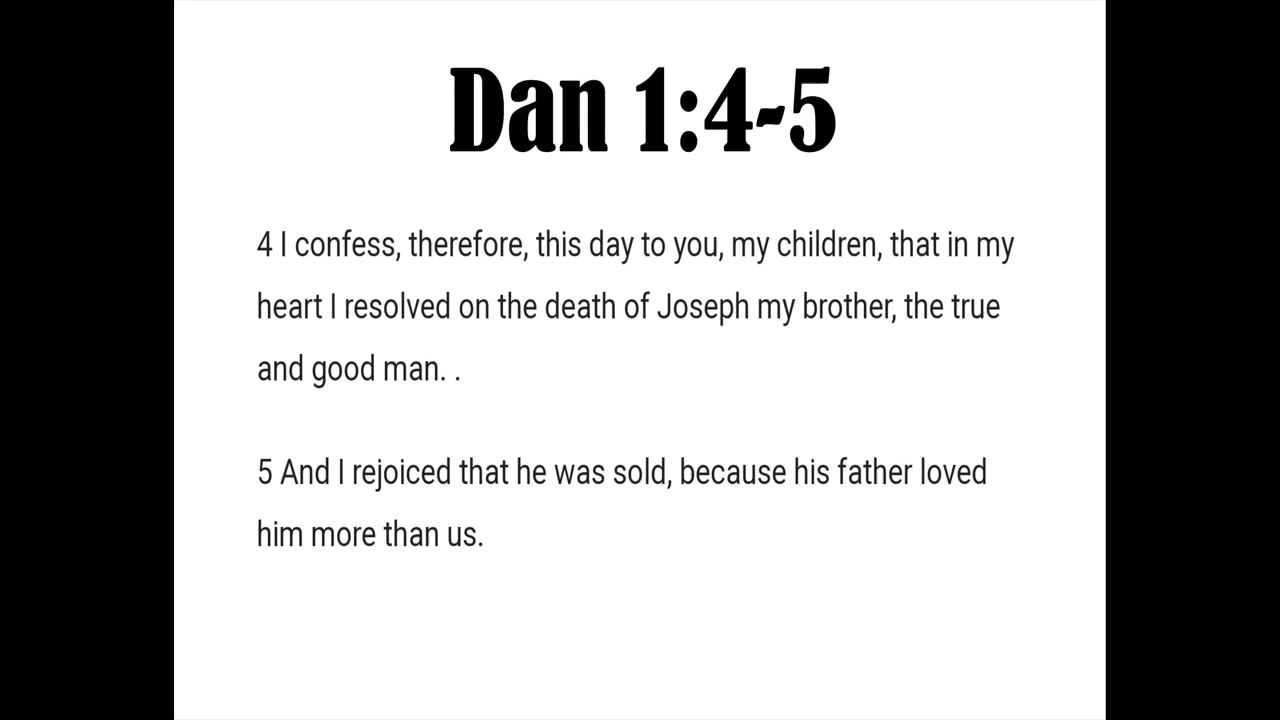 Dan 1:4-5
4 I confess, therefore, this day to you, my children, that in my
heart I resolved on the death of Joseph my brother, the true
and good man. .
5 And I rejoiced that he was sold, because his father loved
him more than us.